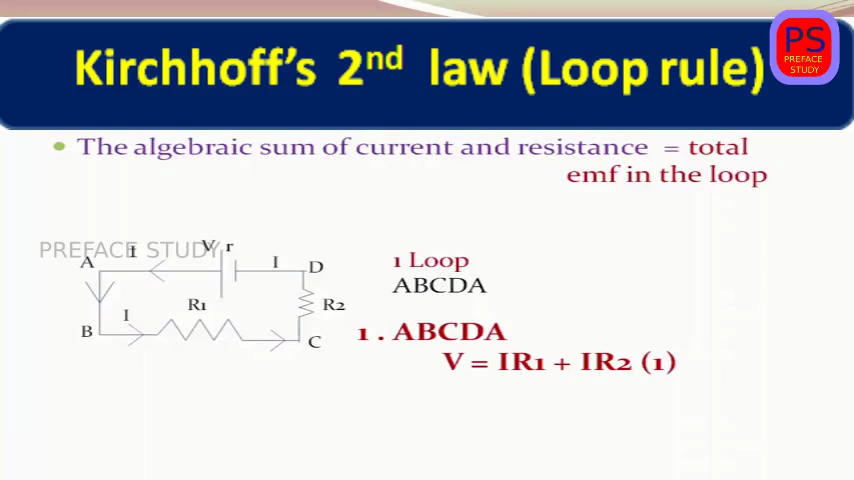 Kirchhoff's 2nd law (Loop rule)
PS
PREFACE
STUDY
The algebraic sum of current and resistance = total
emf in the loop
PREFACE STUDY
I
V r
A
I
D
R1
R2
I
B
C
1 Loop
ABCDA
1 . ABCDA
V = IR1 + IR2 (1)